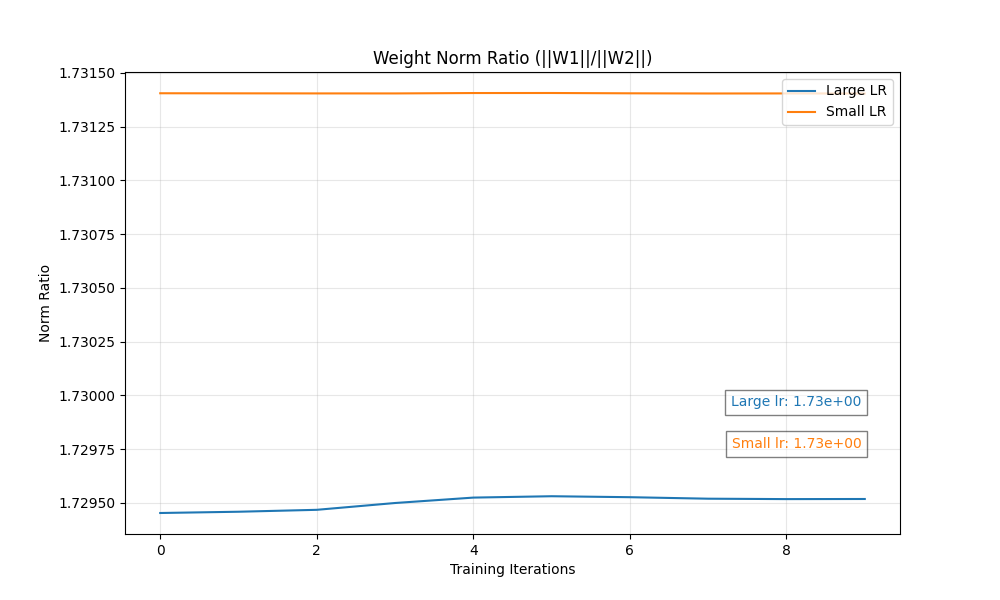 Weight Norm Ratio (||W1||/||W2||)
Norm Ratio
1.73150
1.73125
1.73100
1.73075
1.73050
1.73025
1.73000
1.72975
1.72950
Large LR
Small LR
Large lr: 1.73e+00
Small lr: 1.73e+00
0
2
4
6
8
Training Iterations